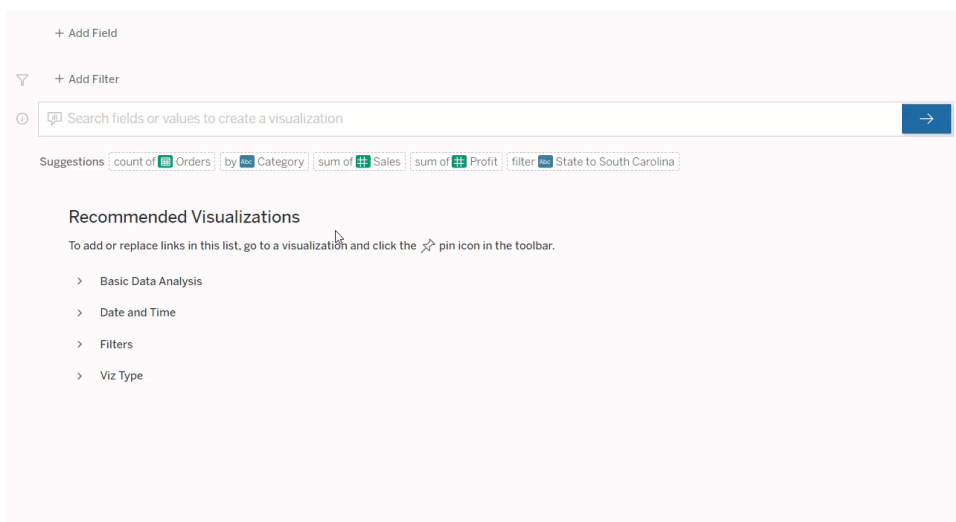 + Add Field
+ Add Filter
Search fields or values to create a visualization
Suggestions count of Orders by Abc Category sum of Sales sum of Profit filter Abc State to South Carolina
Recommended Visualizations
To add or replace links in this list, go to a visualization and click the pin icon in the toolbar.
Basic Data Analysis
Date and Time
Filters
Viz Type